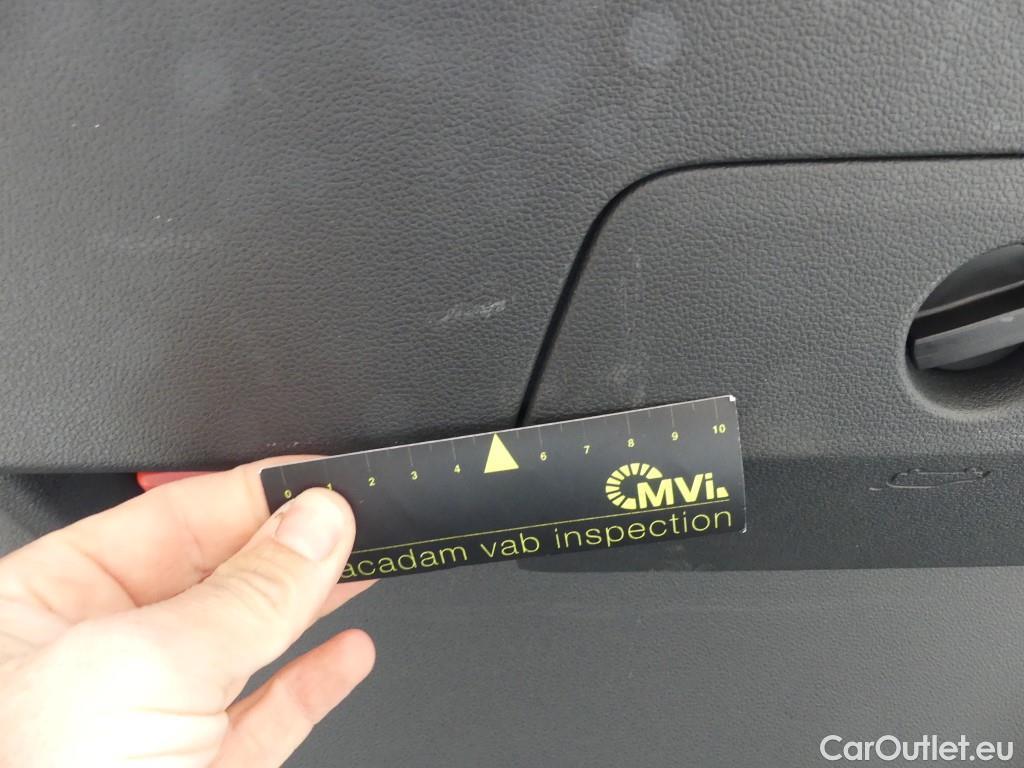 0 1 2 3 4 6 7 8 9 10
MVi.
acadam vab inspection
CarOutlet.eu